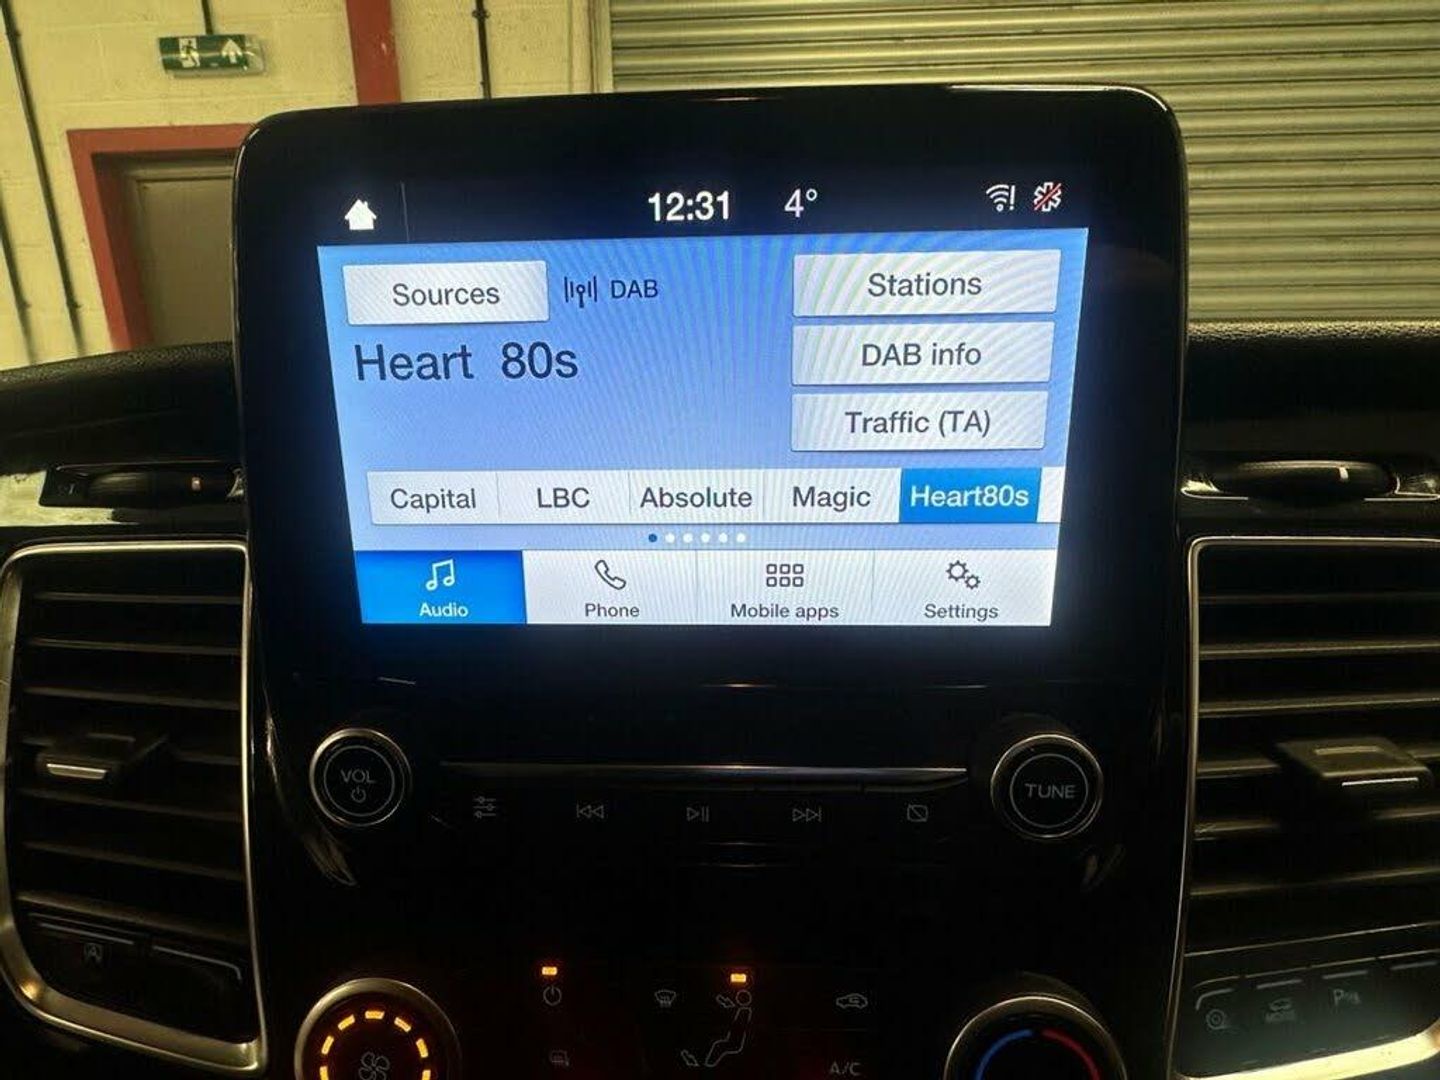 12:31 4°
Sources DAB Stations
Heart 80s DAB info
Traffic (TA)
Capital LBC Absolute Magic Heart80s
Audio Phone Mobile apps Settings
VOL TUNE
A/C